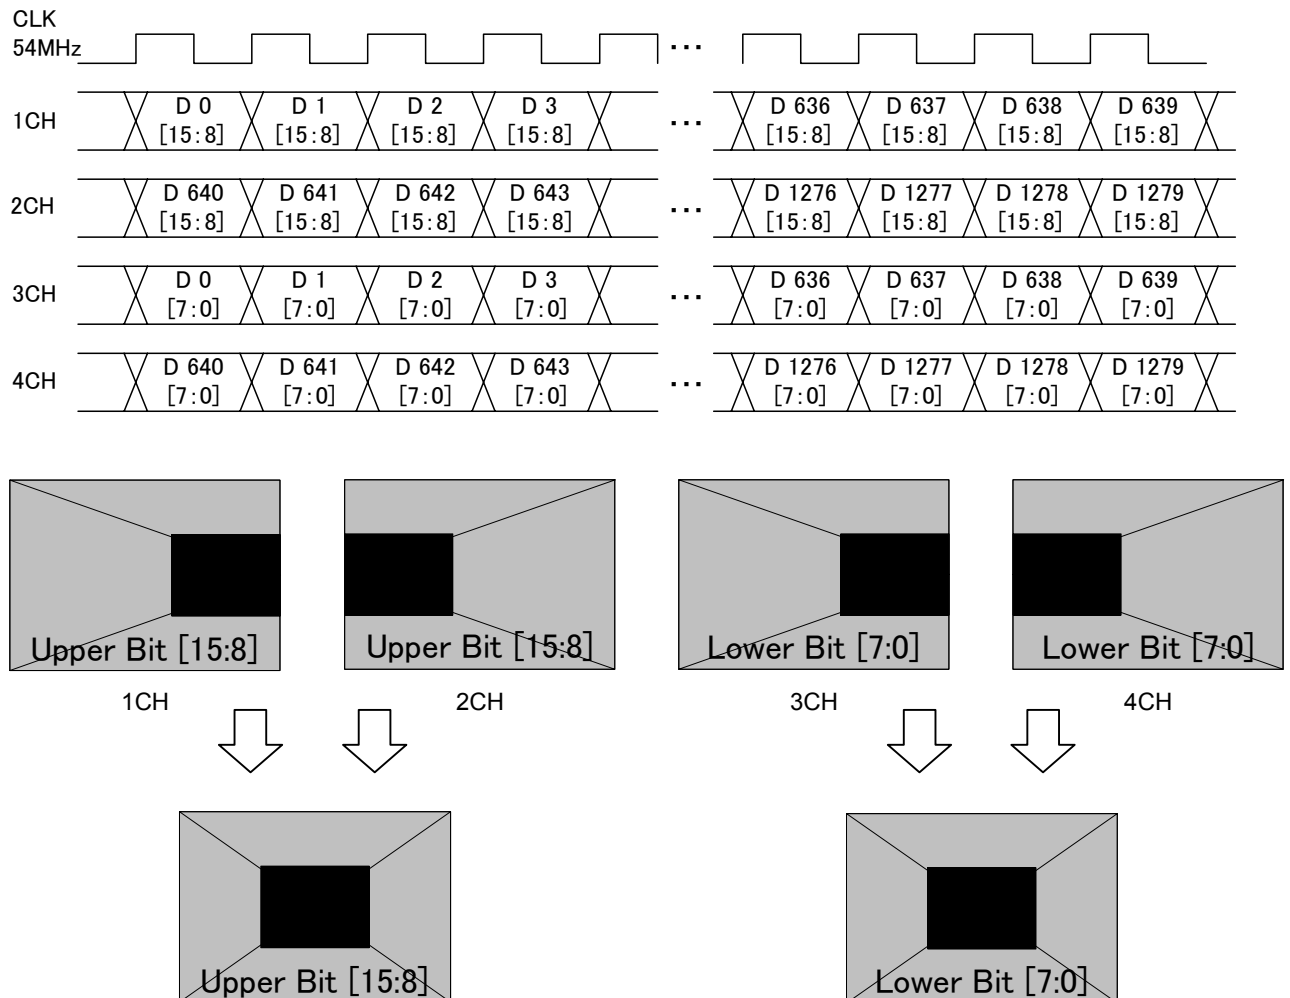 CLK
54MHz
...
1CH
D 0 D 1 D 2 D 3 ... D 636 D 637 D 638 D 639
[15:8] [15:8] [15:8] [15:8] [15:8] [15:8] [15:8] [15:8]
2CH
D 640 D 641 D 642 D 643 ... D 1276 D 1277 D 1278 D 1279
[15:8] [15:8] [15:8] [15:8] [15:8] [15:8] [15:8] [15:8]
3CH
D 0 D 1 D 2 D 3 ... D 636 D 637 D 638 D 639
[7:0] [7:0] [7:0] [7:0] [7:0] [7:0] [7:0] [7:0]
4CH
D 640 D 641 D 642 D 643 ... D 1276 D 1277 D 1278 D 1279
[7:0] [7:0] [7:0] [7:0] [7:0] [7:0] [7:0] [7:0]
Upper Bit [15:8] Upper Bit [15:8] Lower Bit [7:0] Lower Bit [7:0]
1CH 2CH 3CH 4CH
Upper Bit [15:8] Lower Bit [7:0]